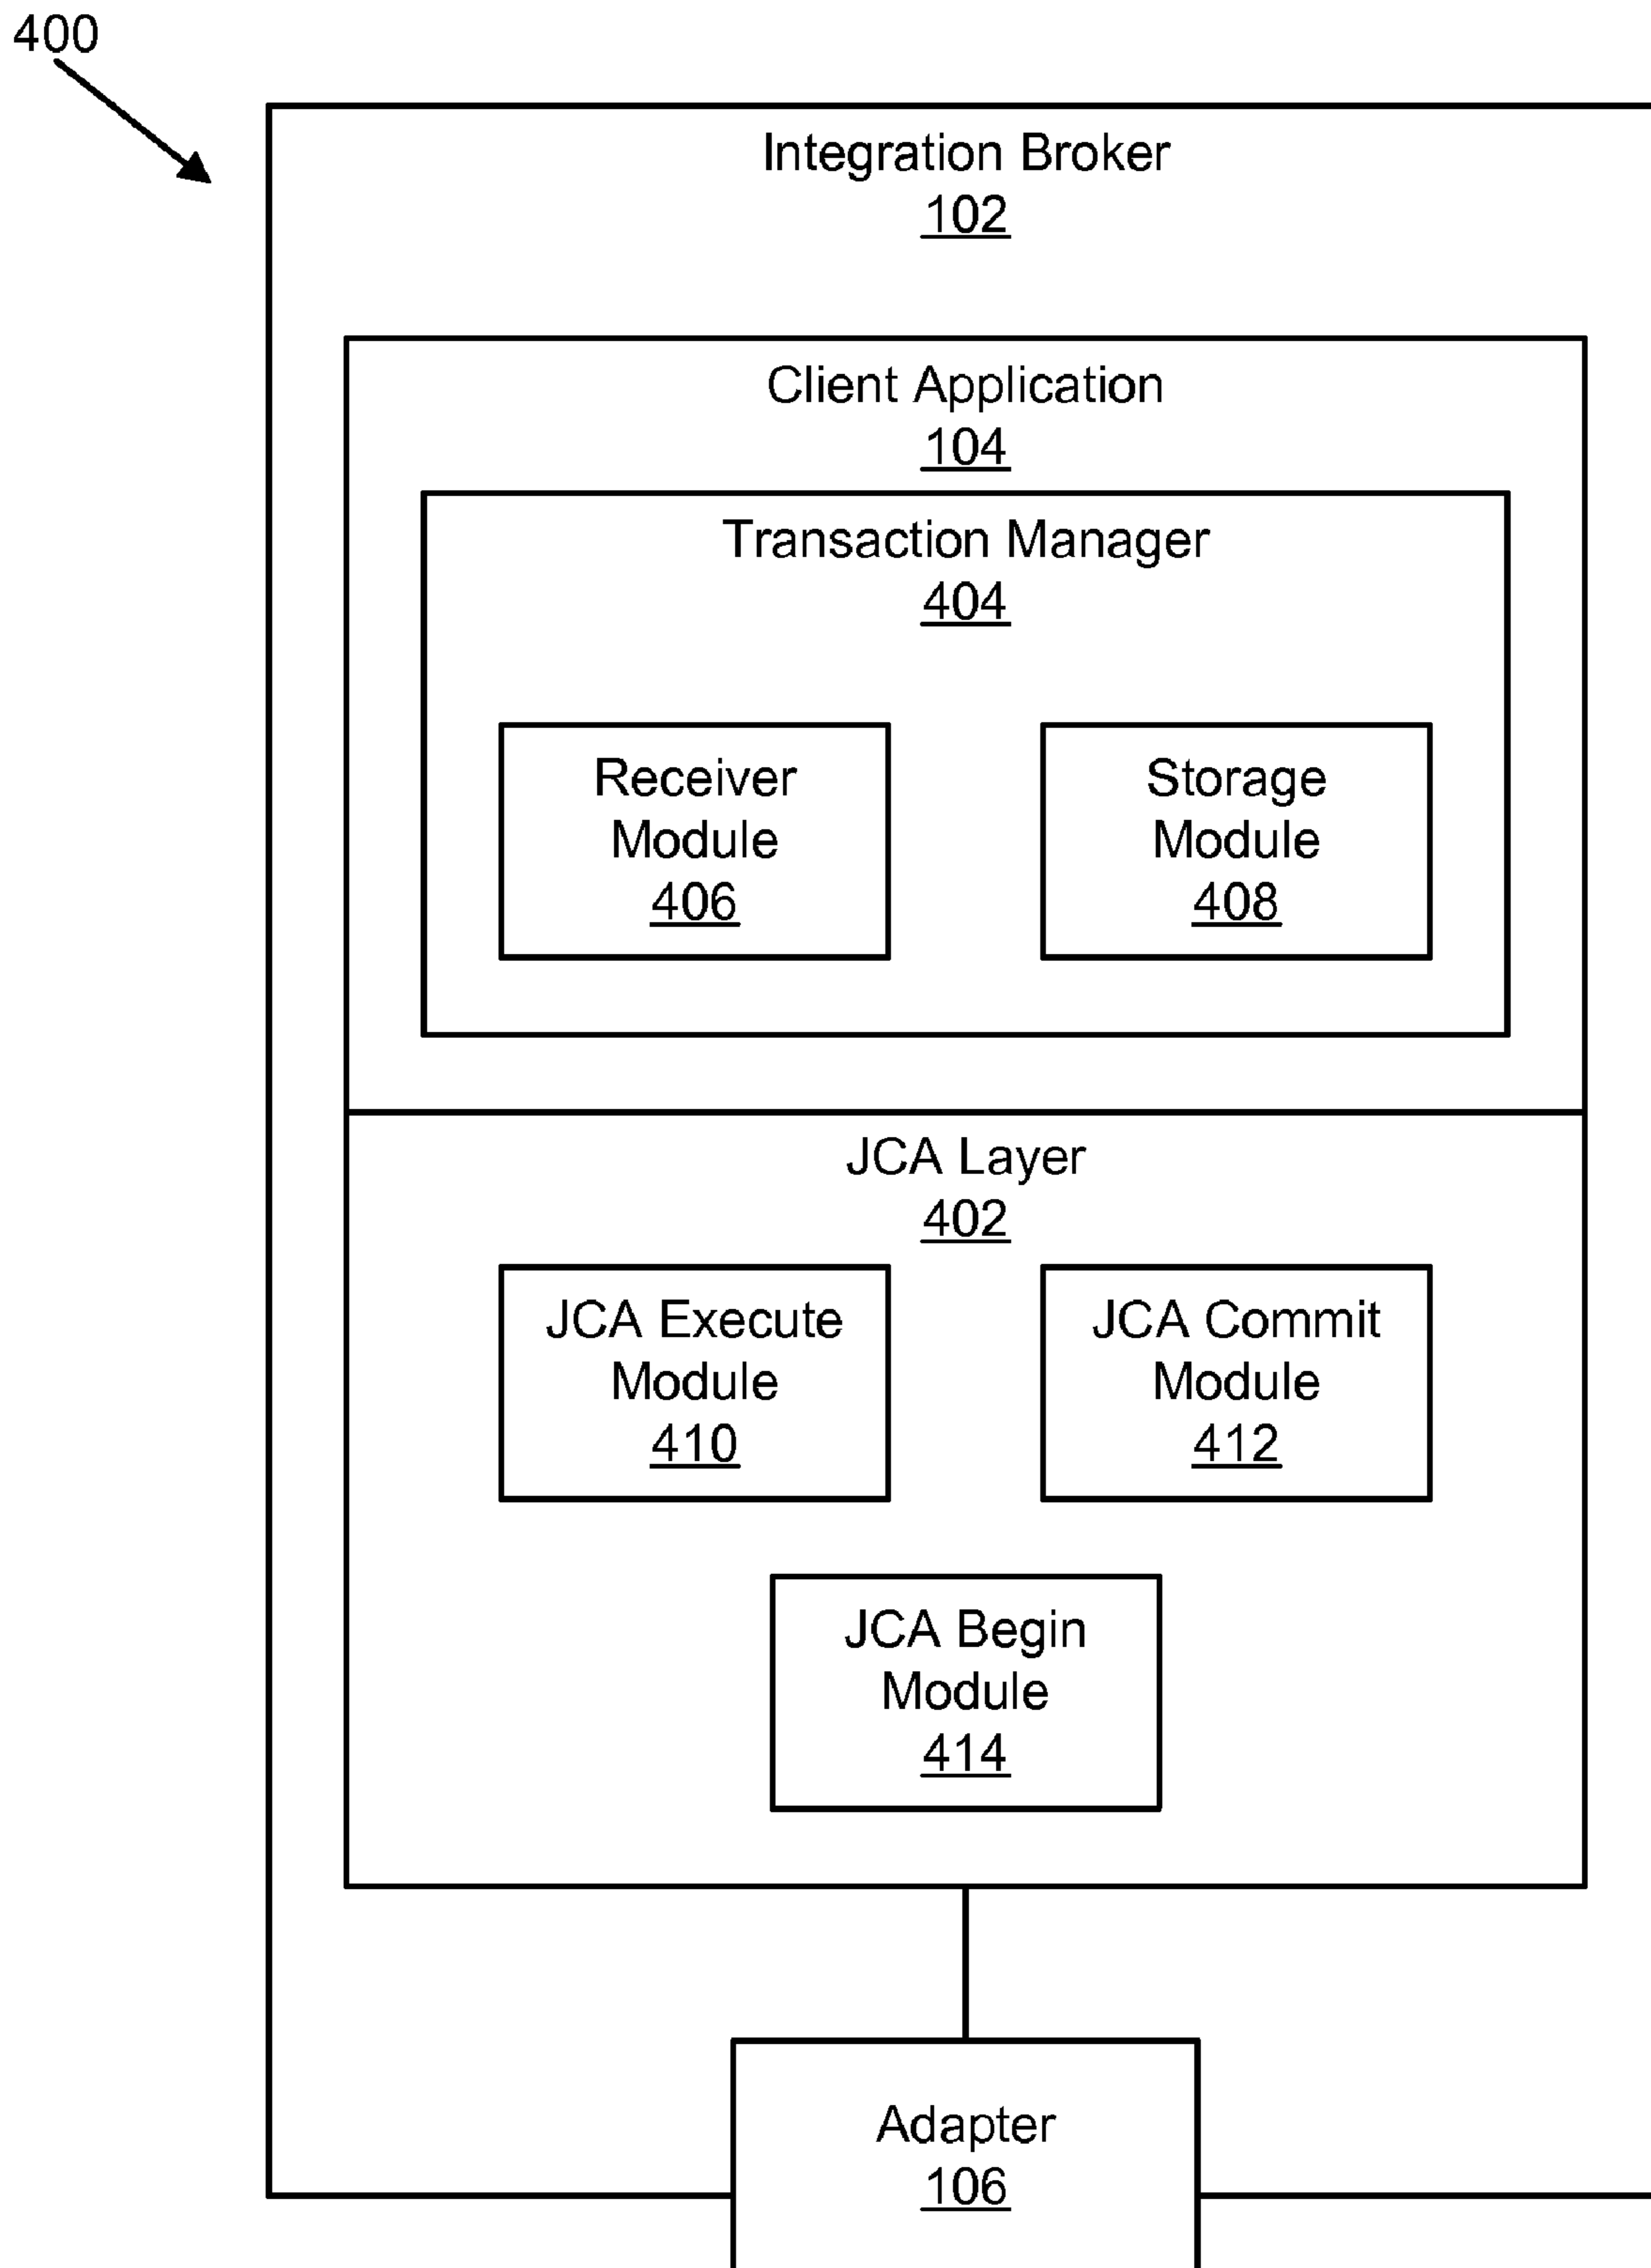 400
Integration Broker
102
Client Application
104
Transaction Manager
404
Receiver
Module
406
Storage
Module
408
JCA Layer
402
JCA Execute
Module
410
JCA Commit
Module
412
JCA Begin
Module
414
Adapter
106